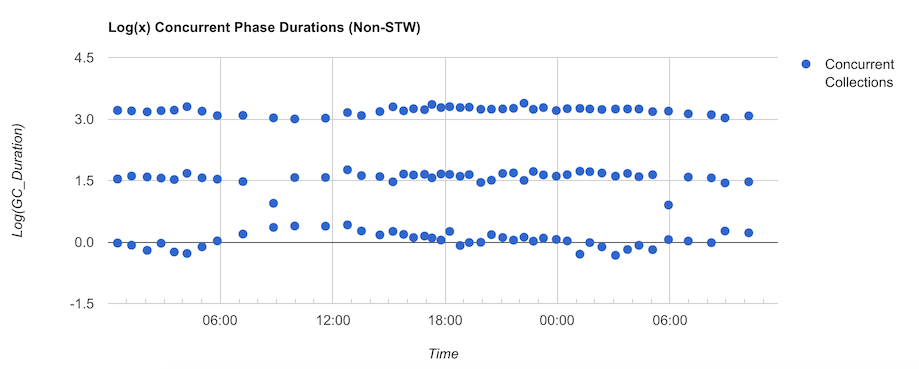 Log(x) Concurrent Phase Durations (Non-STW)
4.5
3.0
1.5
0.0
-1.5
Log(GC_Duration)
06:00 12:00 18:00 00:00 06:00
Time
Concurrent
Collections